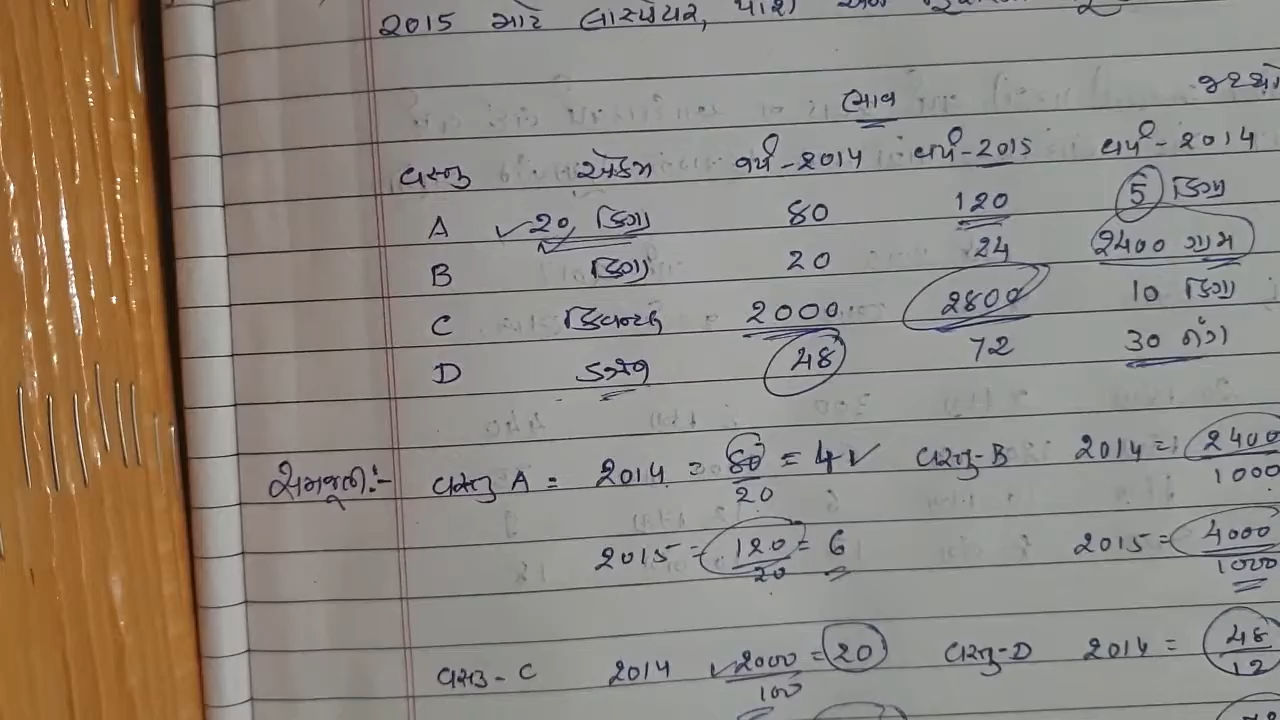 2015 માટે લાસ્પેયર, પાશે અને
ભાવ જથ્થો
વસ્તુ એકમ વર્ષ-2014 વર્ષ-2015 વર્ષ-2014
A 20 કિગ્રા 80 120 5 કિગ્રા
B કિગ્રા 20 24 2400 ગ્રામ
C ક્વિન્ટલ 2000 2800 10 કિગ્રા
D ડઝન 48 72 30 નંગ
સમજૂતી:- વસ્તુ A = 2014 = 80/20 = 4 વસ્તુ-B 2014 = 2400/1000
2015 = 120/20 = 6 2015 = 4000/1000
વસ્તુ-C 2014 2000/100 = 20 વસ્તુ-D 2014 = 48/12